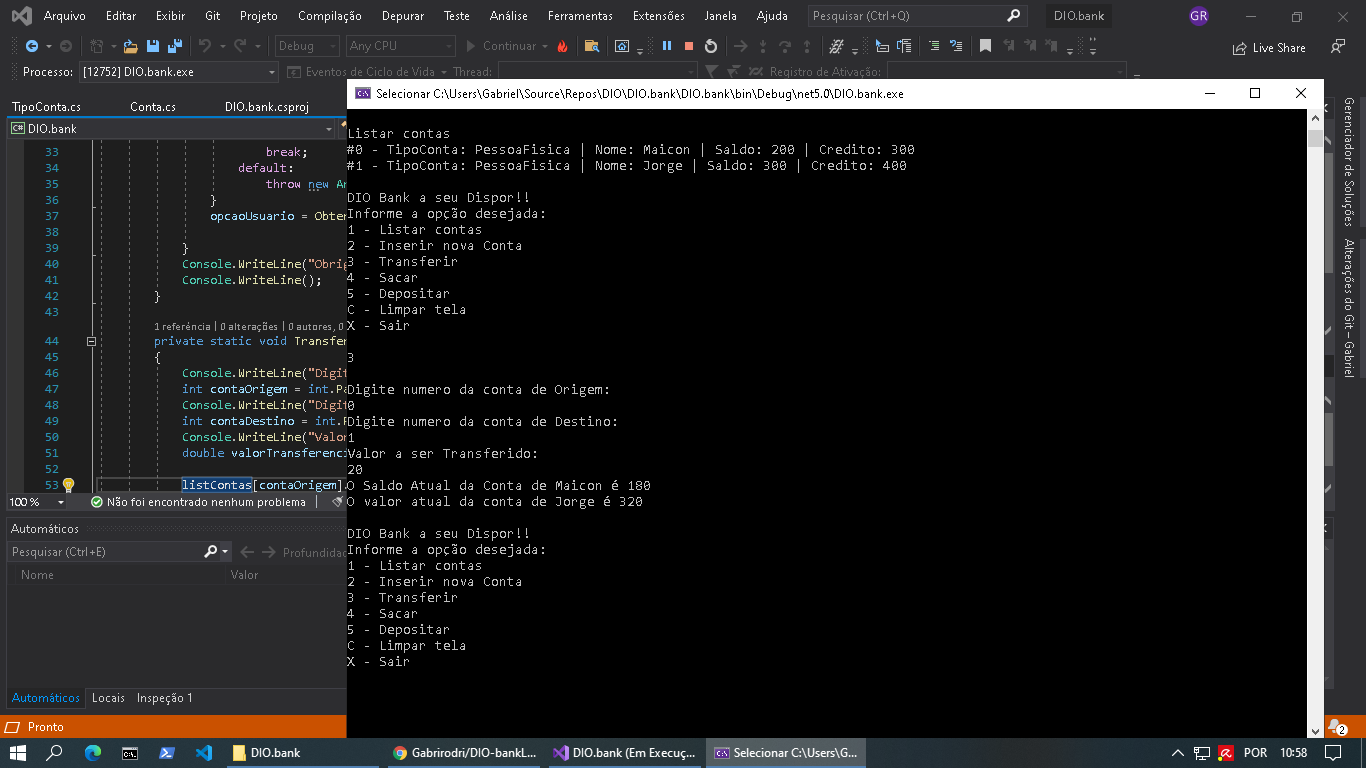 Arquivo Editar Exibir Git Projeto Compilação Depurar Teste Análise Ferramentas Extensões Janela Ajuda Pesquisar (Ctrl+Q) DIO.bank GR
Debug Any CPU Continuar Live Share
Processo: [12752] DIO.bank.exe Eventos de Ciclo de Vida Thread: Registro de Ativação:
TipoConta.cs Conta.cs DIO.bank.csproj
C# DIO.bank
33 break;
34 default:
35 throw new Ar
36 }
37 opcaoUsuario = Obter
38
39 }
40 Console.WriteLine("Obrig
41 Console.WriteLine();
42 }
43
1 referência | 0 alterações | 0 autores, 0
44 private static void Transfer
45 {
46 Console.WriteLine("Digit
47 int contaOrigem = int.Pa
48 Console.WriteLine("Digit
49 int contaDestino = int.P
50 Console.WriteLine("Valor
51 double valorTransferenci
52
53 listContas[contaOrigem].
100 % Não foi encontrado nenhum problema
Automáticos
Pesquisar (Ctrl+E) Profundidad
Nome Valor
Automáticos Locais Inspeção 1
Pronto
Selecionar C:\Users\Gabriel\Source\Repos\DIO\DIO.bank\DIO.bank\bin\Debug\net5.0\DIO.bank.exe
Listar contas
#0 - TipoConta: PessoaFisica | Nome: Maicon | Saldo: 200 | Credito: 300
#1 - TipoConta: PessoaFisica | Nome: Jorge | Saldo: 300 | Credito: 400
DIO Bank a seu Dispor!!
Informe a opção desejada:
1 - Listar contas
2 - Inserir nova Conta
3 - Transferir
4 - Sacar
5 - Depositar
C - Limpar tela
X - Sair
3
Digite numero da conta de Origem:
0
Digite numero da conta de Destino:
1
Valor a ser Transferido:
20
O Saldo Atual da Conta de Maicon é 180
O valor atual da conta de Jorge é 320
DIO Bank a seu Dispor!!
Informe a opção desejada:
1 - Listar contas
2 - Inserir nova Conta
3 - Transferir
4 - Sacar
5 - Depositar
C - Limpar tela
X - Sair
Gerenciador de Soluções
Alterações do Git – Gabriel
2
DIO.bank Gabrirodri/DIO-bankL... DIO.bank (Em Execuç... Selecionar C:\Users\G... POR 10:58